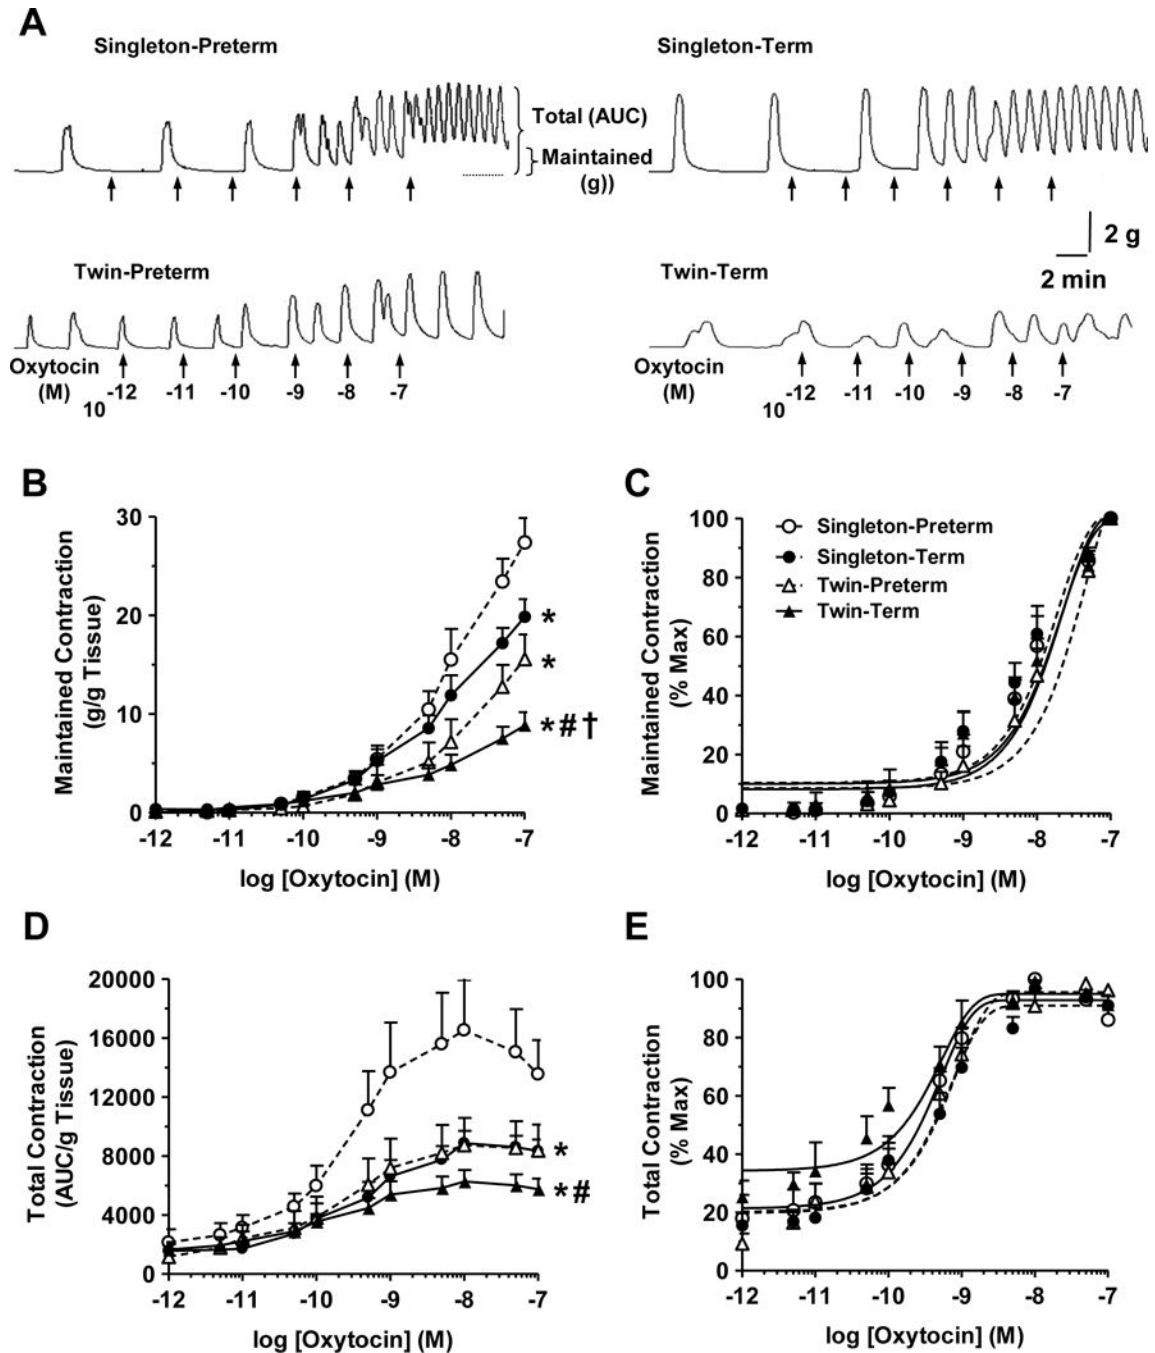 A
Singleton-Preterm
Singleton-Term
Total (AUC)
Maintained
(g))
2 g
2 min
Twin-Preterm
Twin-Term
Oxytocin
(M)
10
-12 -11 -10 -9 -8 -7
Oxytocin
(M)
10
-12 -11 -10 -9 -8 -7
B
Maintained Contraction
(g/g Tissue)
30
20
10
0
*
*
*#†
-12 -11 -10 -9 -8 -7
log [Oxytocin] (M)
C
Maintained Contraction
(% Max)
100
80
60
40
20
0
Singleton-Preterm
Singleton-Term
Twin-Preterm
Twin-Term
-12 -11 -10 -9 -8 -7
log [Oxytocin] (M)
D
Total Contraction
(AUC/g Tissue)
20000
16000
12000
8000
4000
0
*
*#
-12 -11 -10 -9 -8 -7
log [Oxytocin] (M)
E
Total Contraction
(% Max)
100
80
60
40
20
0
-12 -11 -10 -9 -8 -7
log [Oxytocin] (M)